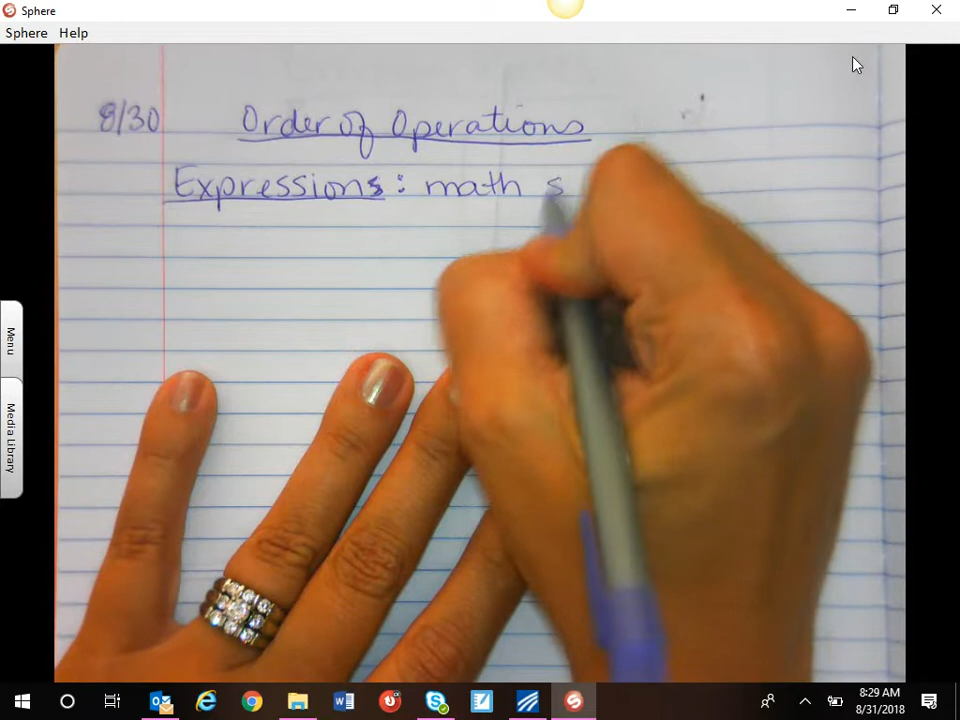 Sphere
Sphere Help
8/30 Order of Operations
Expressions: math s
Menu
Media Library
8:29 AM
8/31/2018